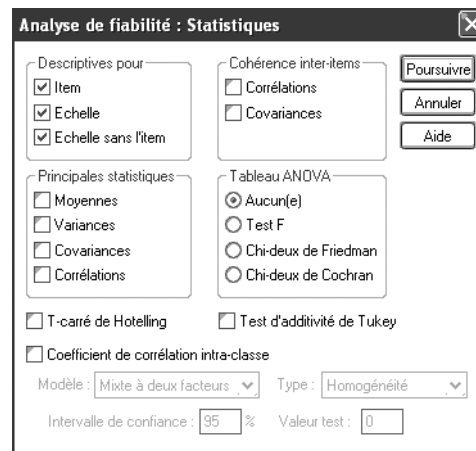 Analyse de fiabilité : Statistiques
Descriptives pour
Item
Echelle
Echelle sans l'item
Cohérence inter-items
Corrélations
Covariances
Poursuivre
Annuler
Aide
Principales statistiques
Moyennes
Variances
Covariances
Corrélations
Tableau ANOVA
Aucun(e)
Test F
Chi-deux de Friedman
Chi-deux de Cochran
T-carré de Hotelling
Test d'additivité de Tukey
Coefficient de corrélation intra-classe
Modèle : Mixte à deux facteurs Type : Homogénéité
Intervalle de confiance : 95 % Valeur test : 0